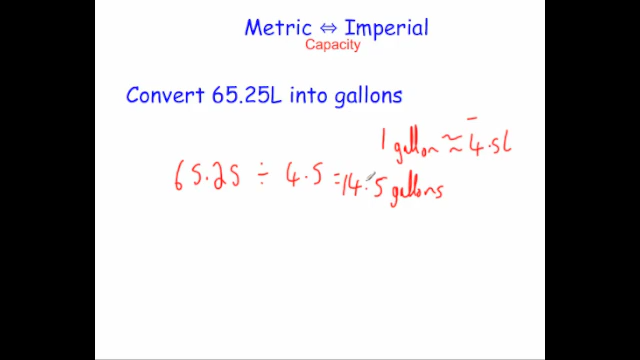 Metric ⇔ Imperial
Capacity
Convert 65.25L into gallons
1 gallon ≈ 4.5L
65.25 ÷ 4.5 = 14.5 gallons